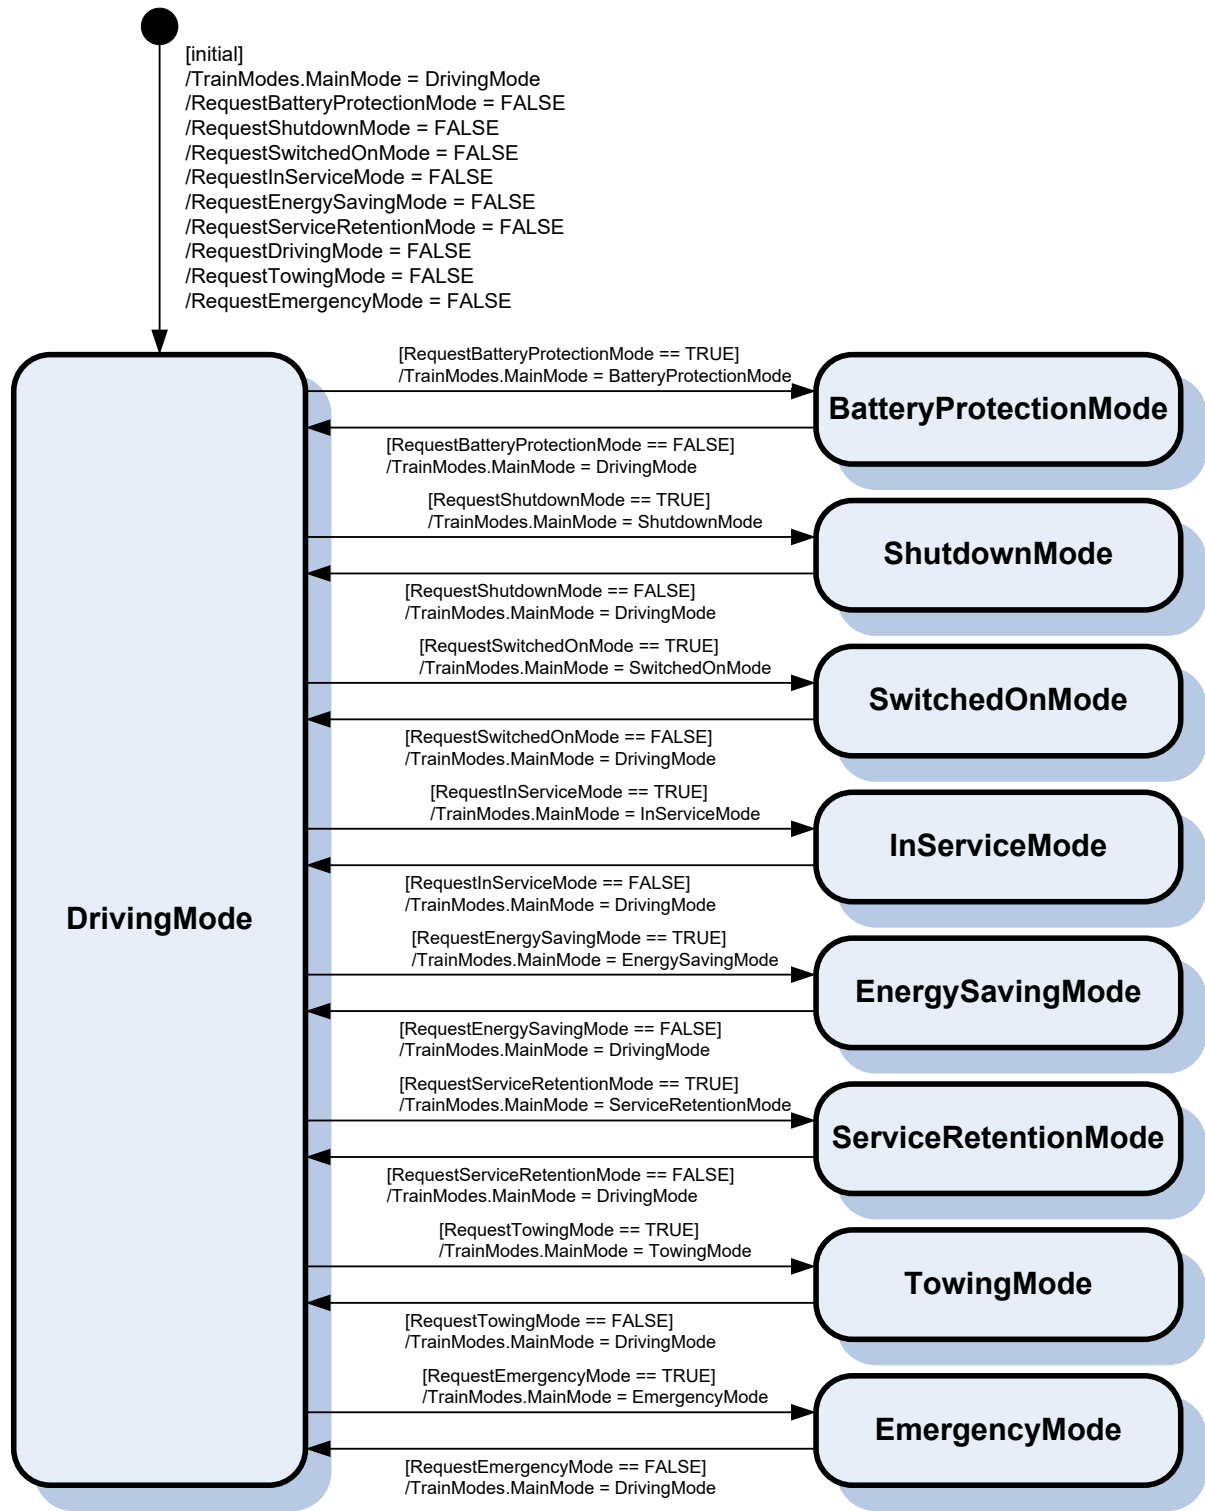 [initial]
/TrainModes.MainMode = DrivingMode
/RequestBatteryProtectionMode = FALSE
/RequestShutdownMode = FALSE
/RequestSwitchedOnMode = FALSE
/RequestInServiceMode = FALSE
/RequestEnergySavingMode = FALSE
/RequestServiceRetentionMode = FALSE
/RequestDrivingMode = FALSE
/RequestTowingMode = FALSE
/RequestEmergencyMode = FALSE
DrivingMode
[RequestBatteryProtectionMode == TRUE]
/TrainModes.MainMode = BatteryProtectionMode
BatteryProtectionMode
[RequestBatteryProtectionMode == FALSE]
/TrainModes.MainMode = DrivingMode
[RequestShutdownMode == TRUE]
/TrainModes.MainMode = ShutdownMode
ShutdownMode
[RequestShutdownMode == FALSE]
/TrainModes.MainMode = DrivingMode
[RequestSwitchedOnMode == TRUE]
/TrainModes.MainMode = SwitchedOnMode
SwitchedOnMode
[RequestSwitchedOnMode == FALSE]
/TrainModes.MainMode = DrivingMode
[RequestInServiceMode == TRUE]
/TrainModes.MainMode = InServiceMode
InServiceMode
[RequestInServiceMode == FALSE]
/TrainModes.MainMode = DrivingMode
[RequestEnergySavingMode == TRUE]
/TrainModes.MainMode = EnergySavingMode
EnergySavingMode
[RequestEnergySavingMode == FALSE]
/TrainModes.MainMode = DrivingMode
[RequestServiceRetentionMode == TRUE]
/TrainModes.MainMode = ServiceRetentionMode
ServiceRetentionMode
[RequestServiceRetentionMode == FALSE]
/TrainModes.MainMode = DrivingMode
[RequestTowingMode == TRUE]
/TrainModes.MainMode = TowingMode
TowingMode
[RequestTowingMode == FALSE]
/TrainModes.MainMode = DrivingMode
[RequestEmergencyMode == TRUE]
/TrainModes.MainMode = EmergencyMode
EmergencyMode
[RequestEmergencyMode == FALSE]
/TrainModes.MainMode = DrivingMode